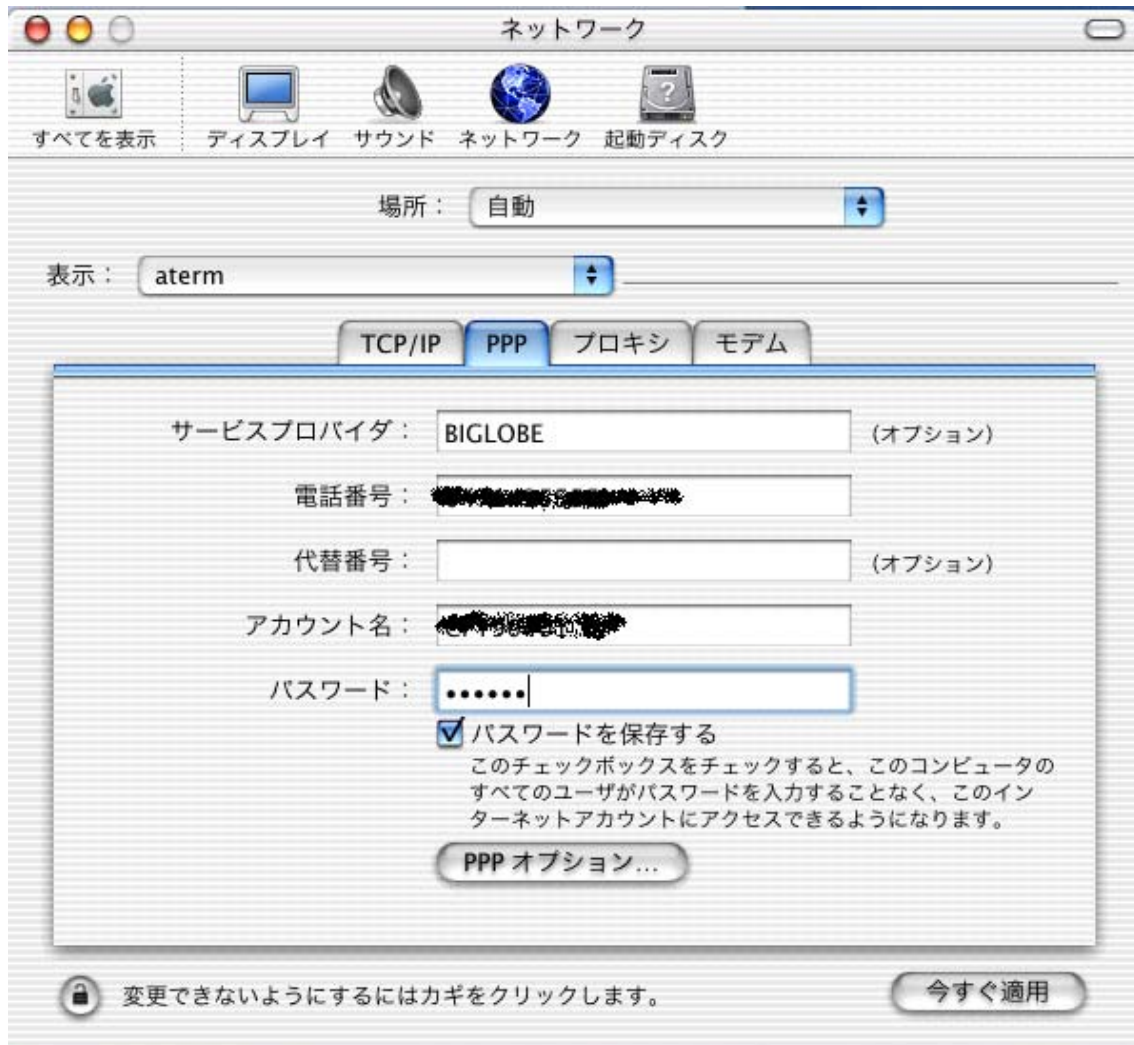 ネットワーク
すべてを表示 ディスプレイ サウンド ネットワーク 起動ディスク
場所： 自動
表示： aterm
TCP/IP PPP プロキシ モデム
サービスプロバイダ： BIGLOBE (オプション)
電話番号：
代替番号： (オプション)
アカウント名：
パスワード： ••••••
パスワードを保存する
このチェックボックスをチェックすると、このコンピュータの
すべてのユーザがパスワードを入力することなく、このイン
ターネットアカウントにアクセスできるようになります。
PPP オプション...
変更できないようにするにはカギをクリックします。 今すぐ適用